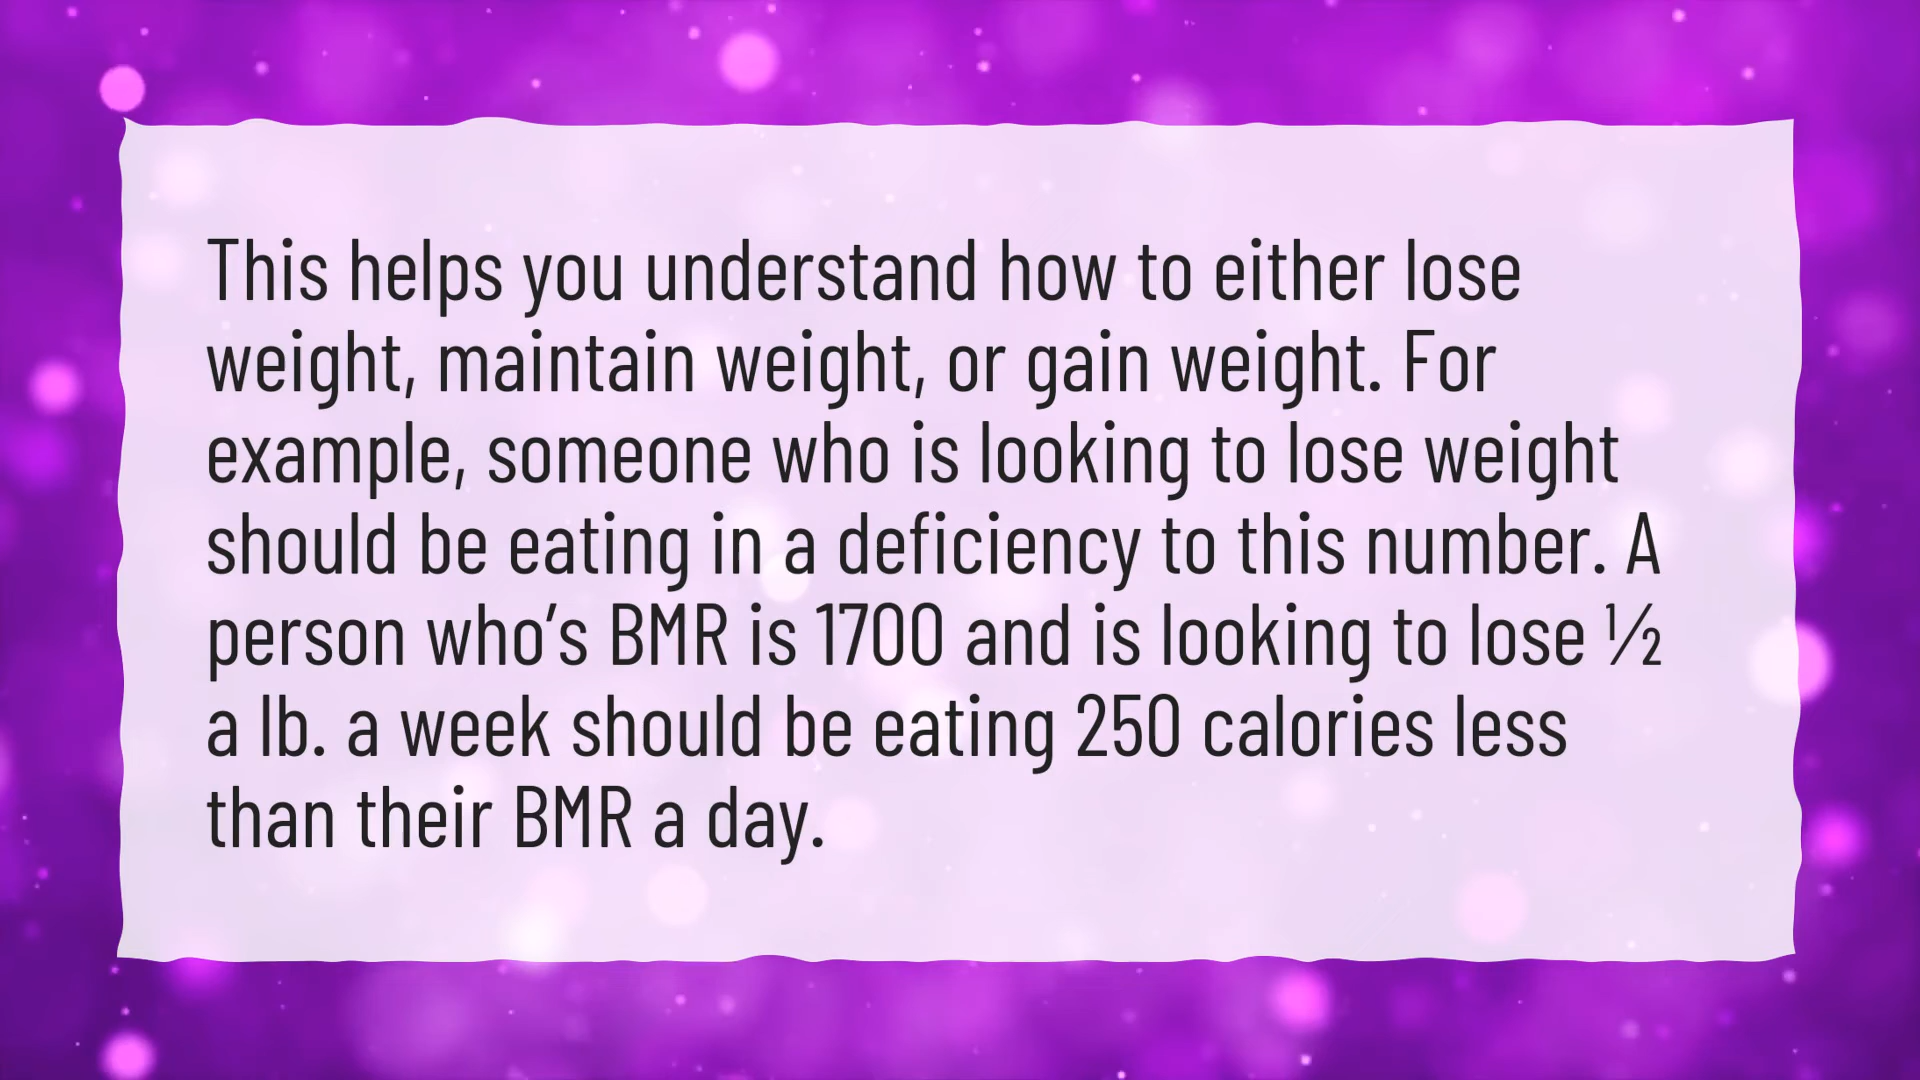 This helps you understand how to either lose
weight, maintain weight, or gain weight. For
example, someone who is looking to lose weight
should be eating in a deficiency to this number. A
person who’s BMR is 1700 and is looking to lose ½
a lb. a week should be eating 250 calories less
than their BMR a day.